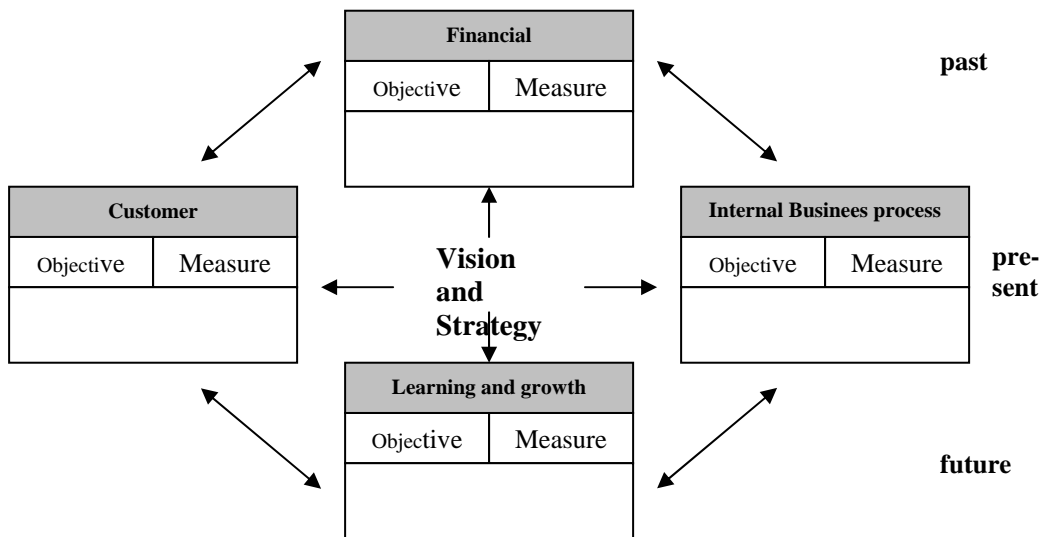 Financial
past
Objective Measure
Customer
Internal Businees process
Objective Measure
Vision
and
Strategy
Objective Measure
pre-
sent
Learning and growth
Objective Measure
future